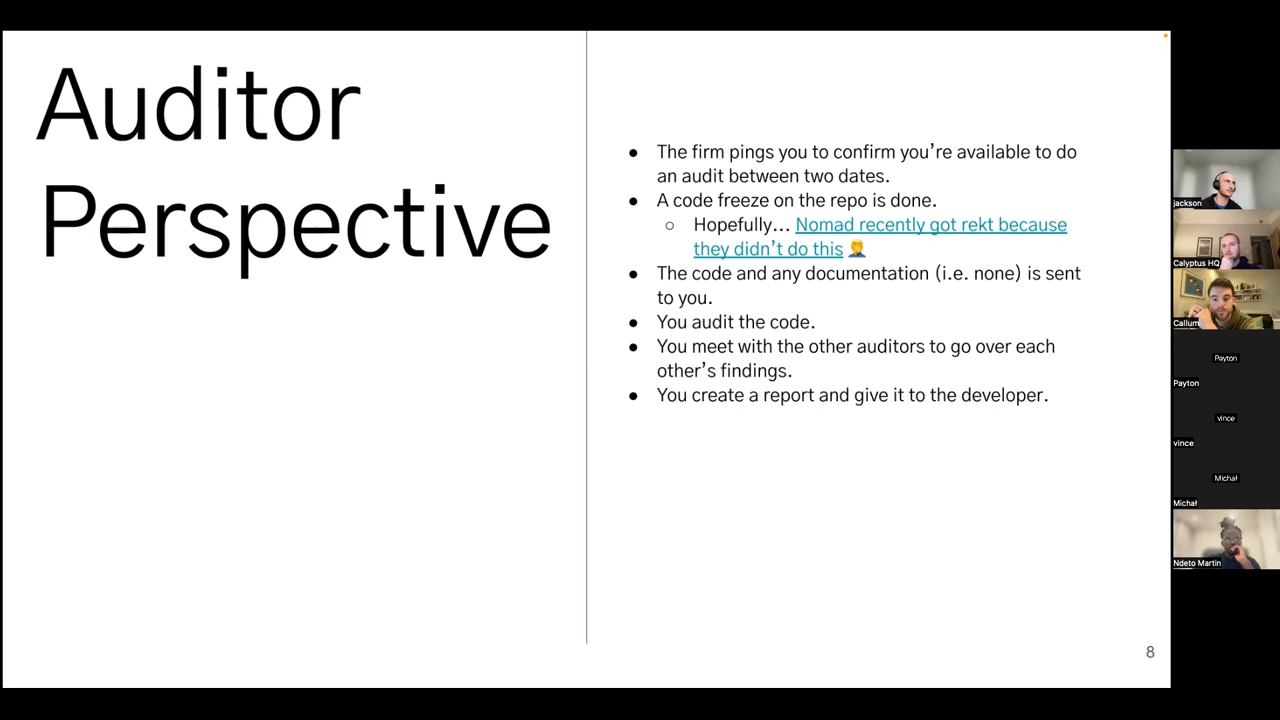 Auditor
Perspective
● The firm pings you to confirm you’re available to do
an audit between two dates.
● A code freeze on the repo is done.
○ Hopefully... Nomad recently got rekt because
they didn’t do this 🤦
● The code and any documentation (i.e. none) is sent
to you.
● You audit the code.
● You meet with the other auditors to go over each
other’s findings.
● You create a report and give it to the developer.
8
jackson
Calyptus HQ
Callum
Payton
Payton
vince
vince
Michał
Michał
Ndeto Martin